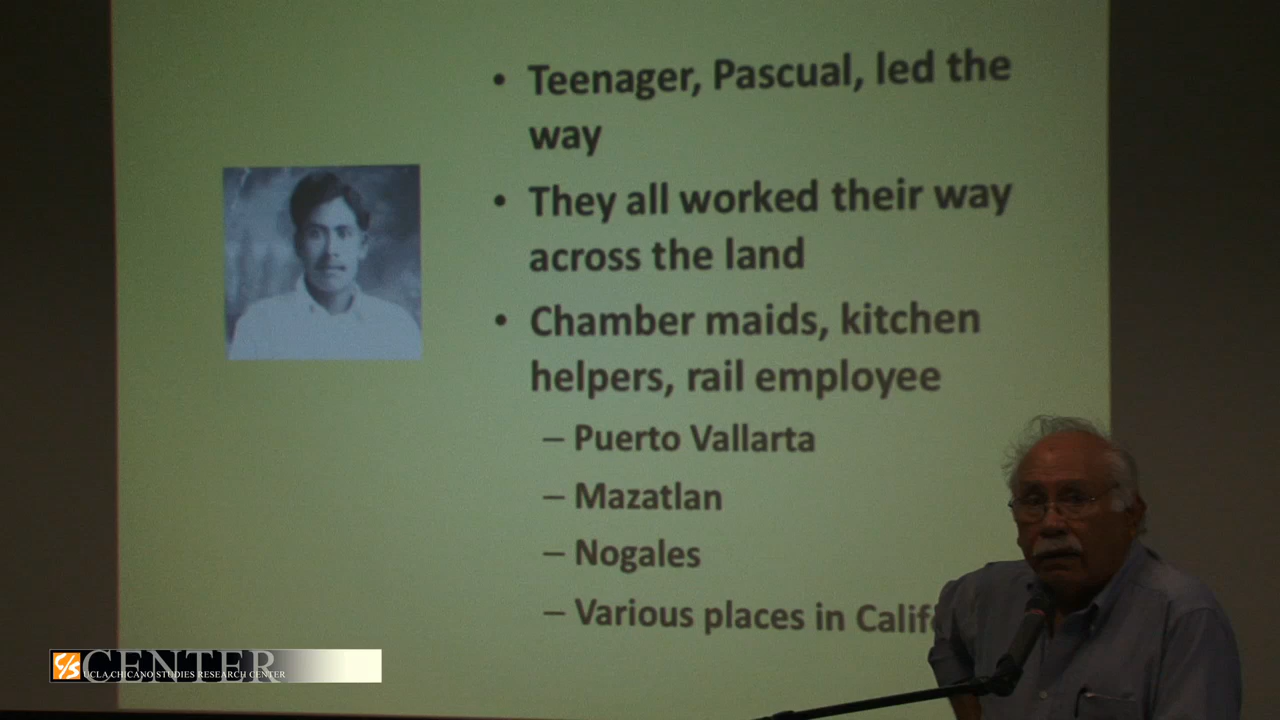 • Teenager, Pascual, led the
way
• They all worked their way
across the land
• Chamber maids, kitchen
helpers, rail employee
– Puerto Vallarta
– Mazatlan
– Nogales
– Various places in Calif
CENTER
UCLA CHICANO STUDIES RESEARCH CENTER